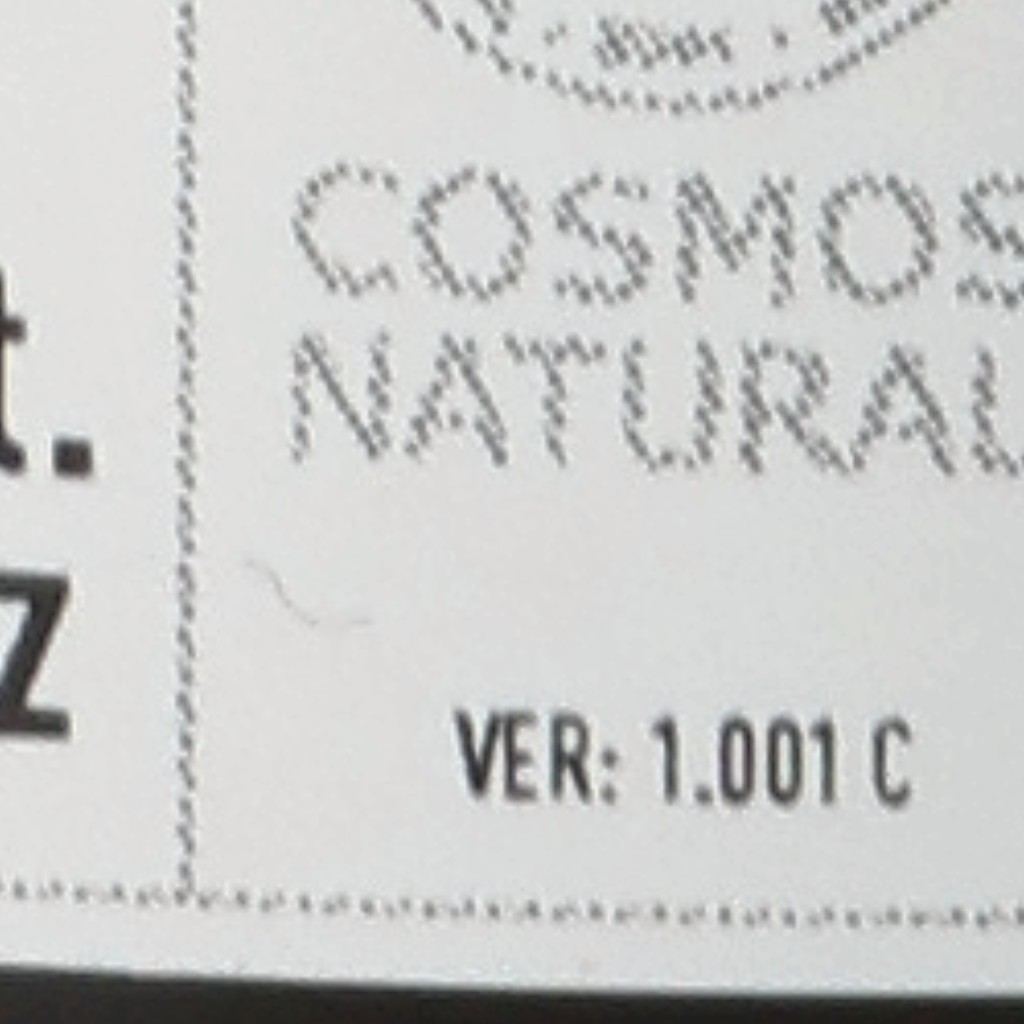 t.
z
COSMOS
NATURAL
VER: 1.001 C